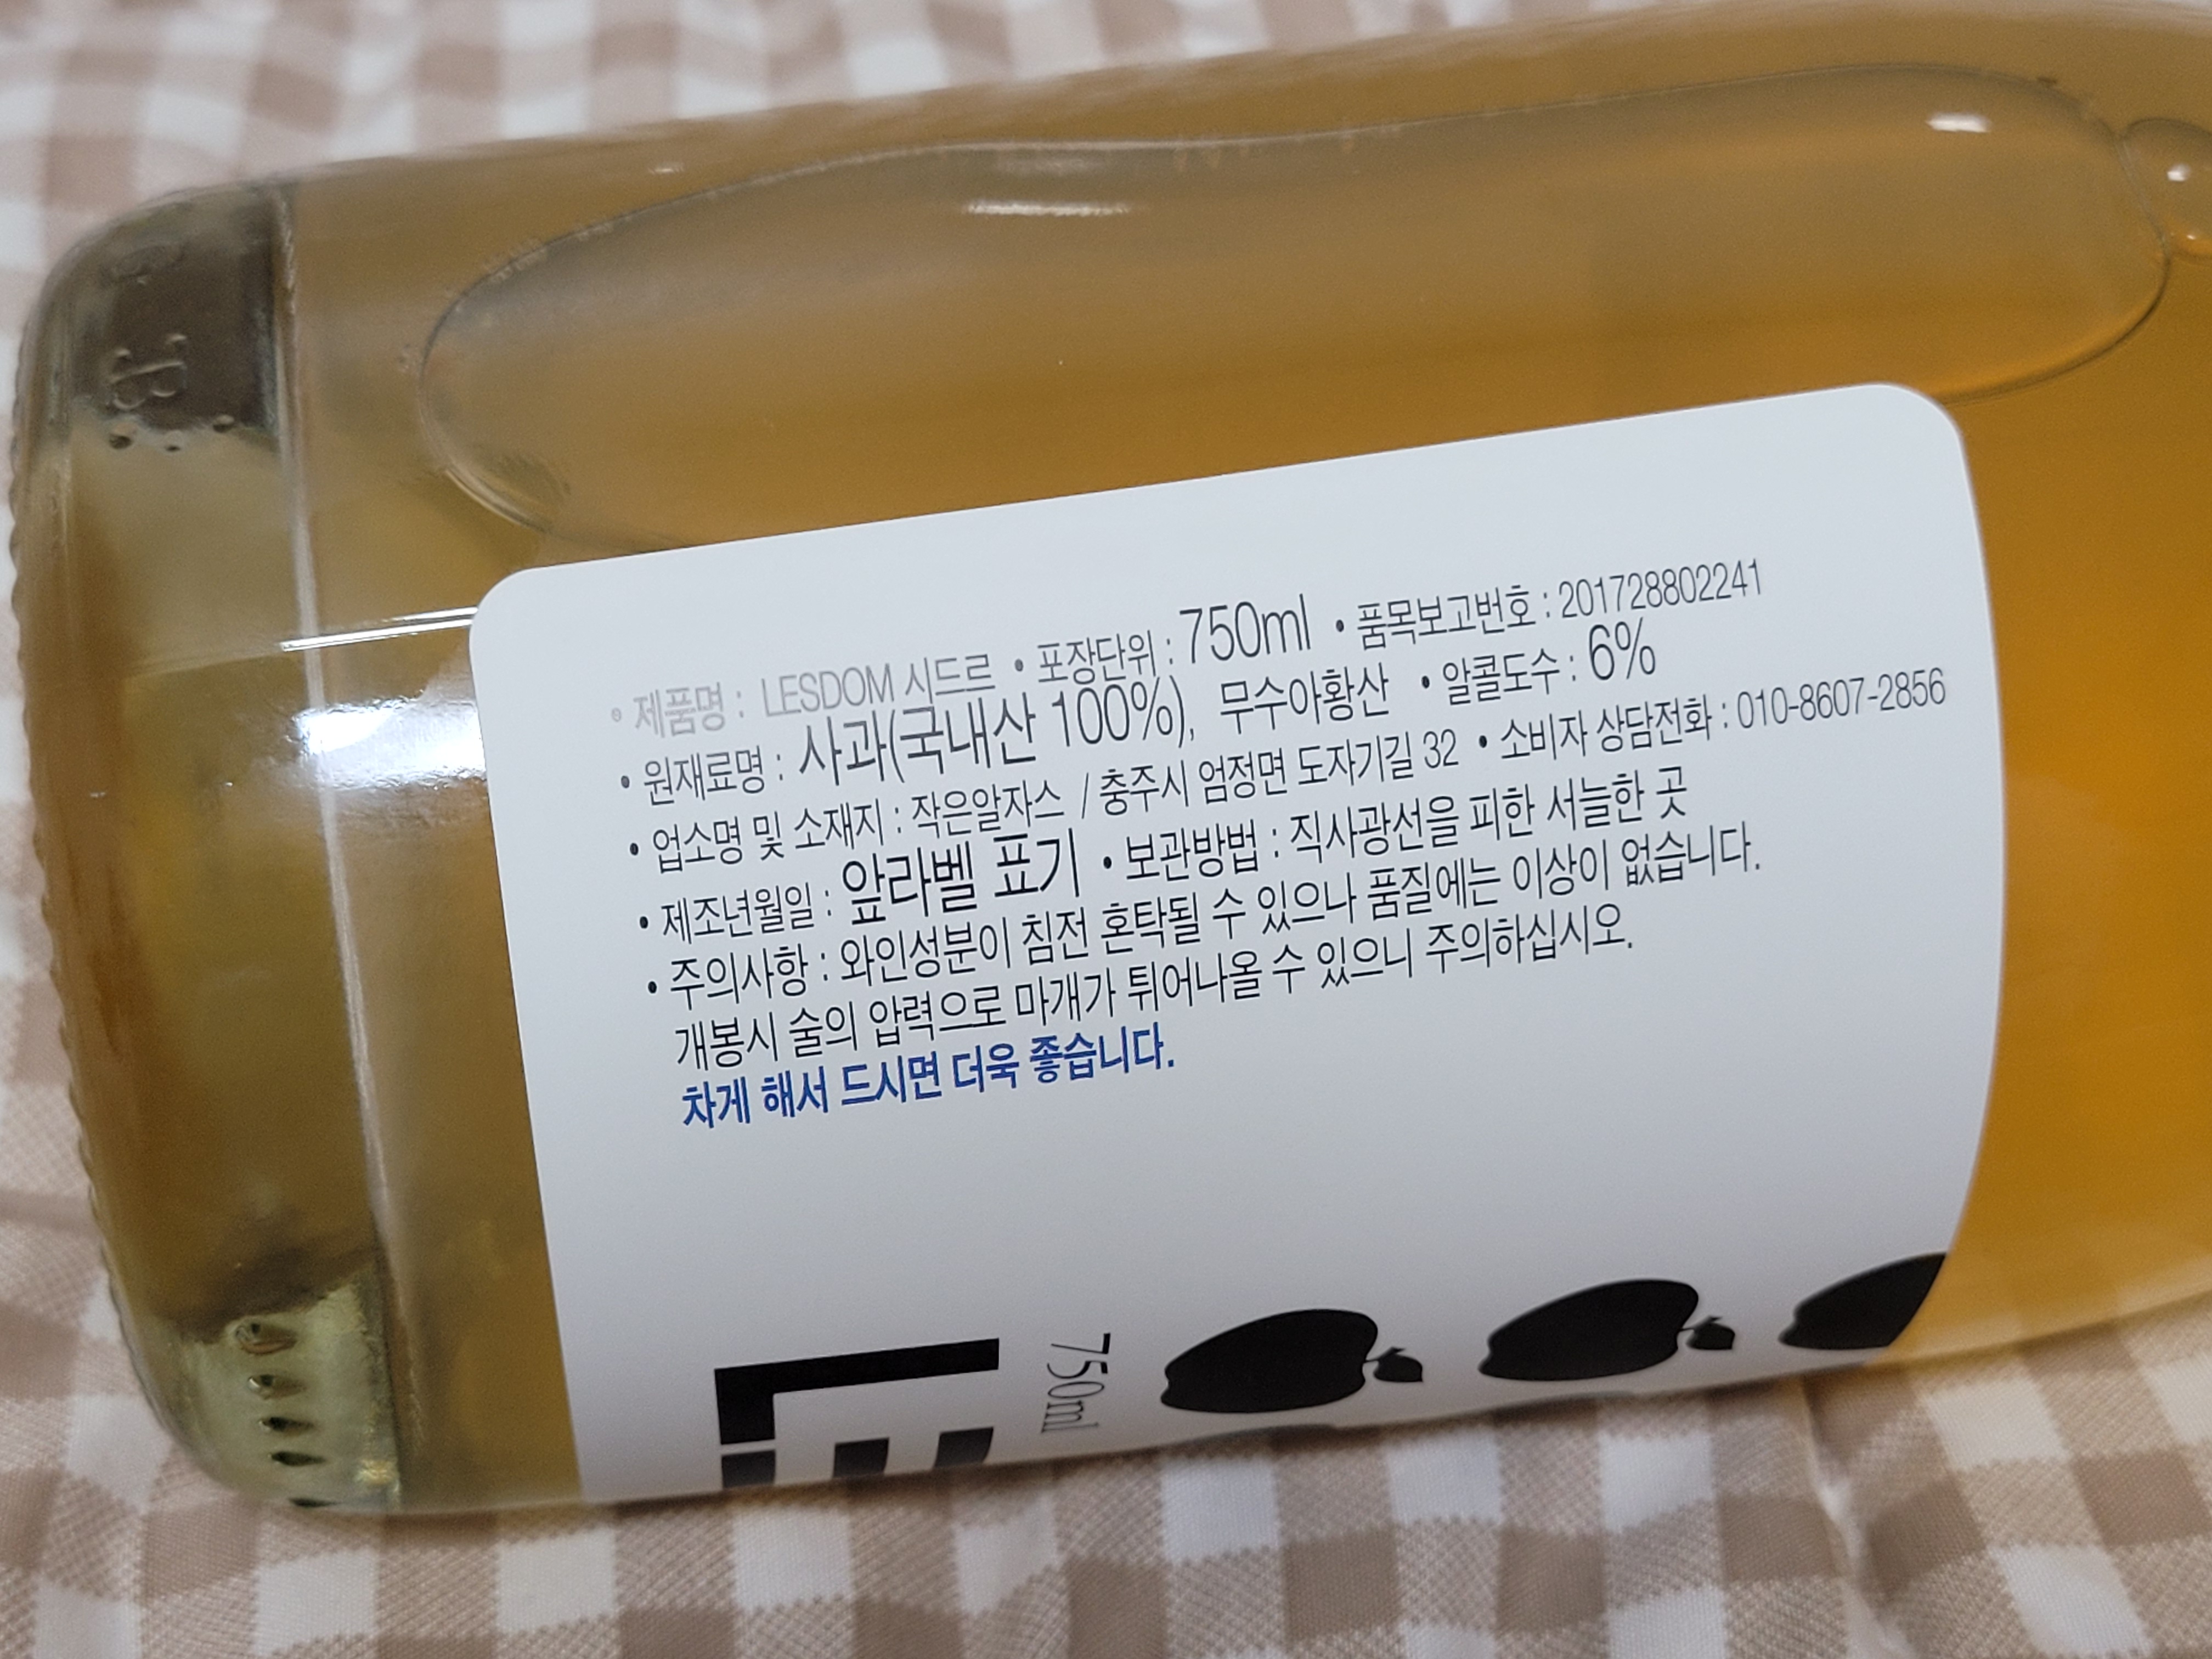 • 제품명 : LESDOM 시드르 • 포장단위 : 750ml • 품목보고번호 : 201728802241
• 원재료명 : 사과(국내산 100%), 무수아황산 • 알콜도수 : 6%
• 업소명 및 소재지 : 작은알자스 / 충주시 엄정면 도자기길 32 • 소비자 상담전화 : 010-8607-2856
• 제조년월일 : 앞라벨 표기 • 보관방법 : 직사광선을 피한 서늘한 곳
• 주의사항 : 와인성분이 침전 혼탁될 수 있으나 품질에는 이상이 없습니다.
개봉시 술의 압력으로 마개가 튀어나올 수 있으니 주의하십시오.
차게 해서 드시면 더욱 좋습니다.
750ml